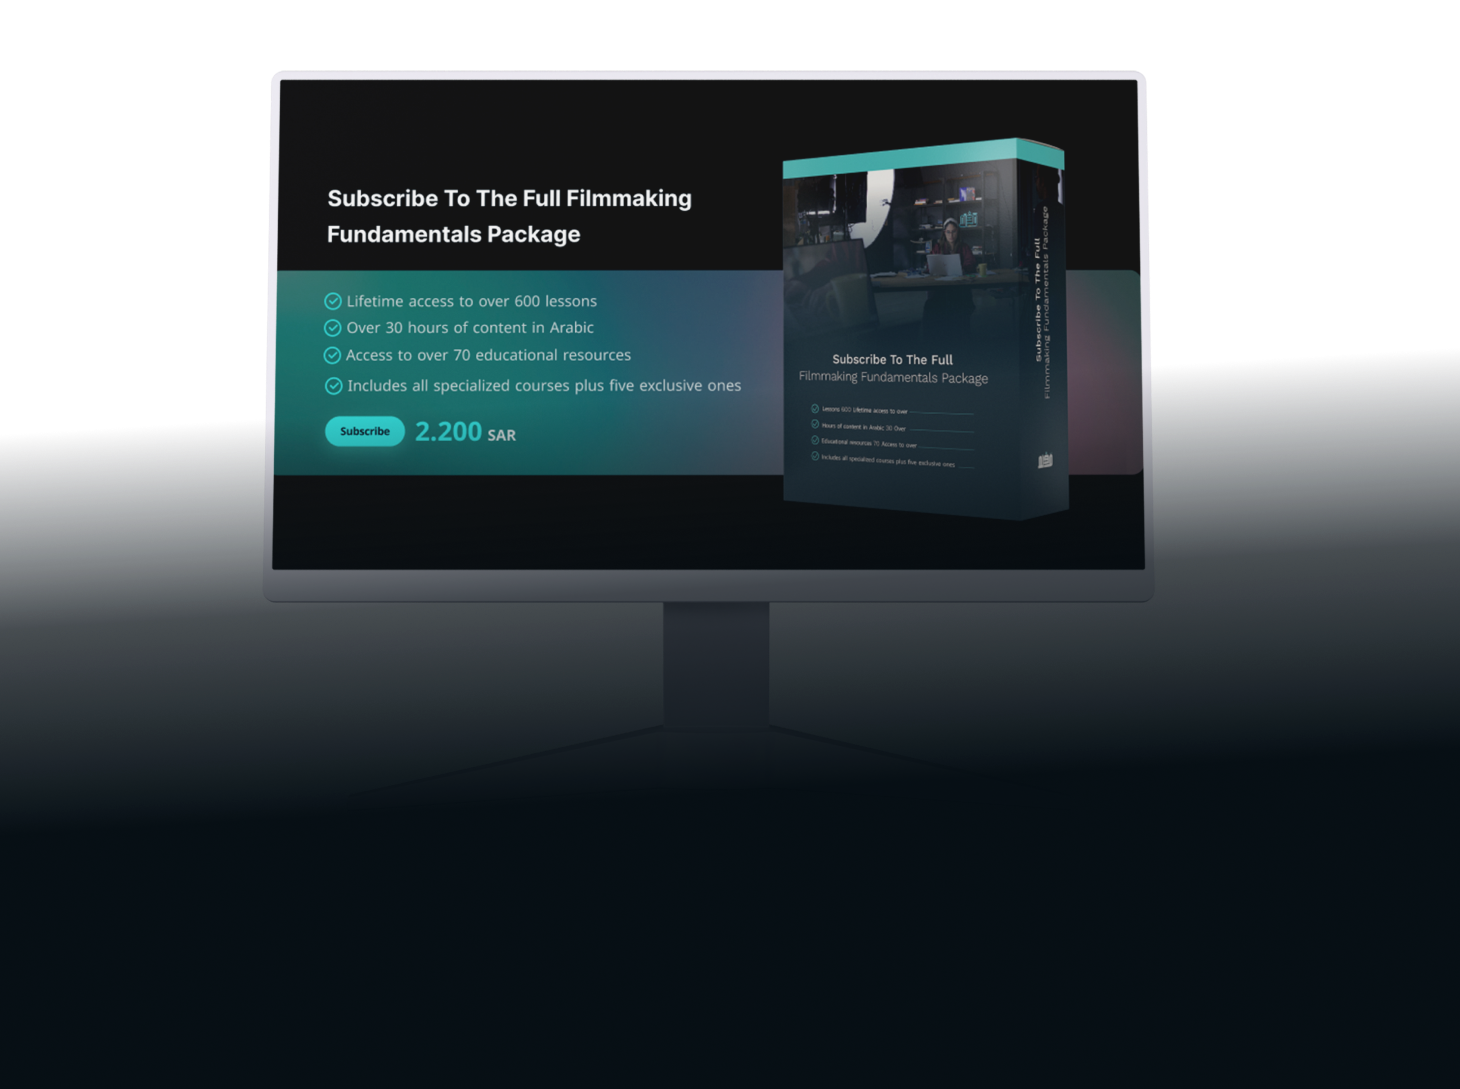 Subscribe To The Full Filmmaking
Fundamentals Package
Lifetime access to over 600 lessons
Over 30 hours of content in Arabic
Access to over 70 educational resources
Includes all specialized courses plus five exclusive ones
Subscribe 2.200 SAR
Subscribe To The Full
Filmmaking Fundamentals Package
Lessons 600 Lifetime access to over
Hours of content in Arabic 30 Over
Educational resources 70 Access to over
Includes all specialized courses plus five exclusive ones
Subscribe To The Full
Filmmaking Fundamentals Package